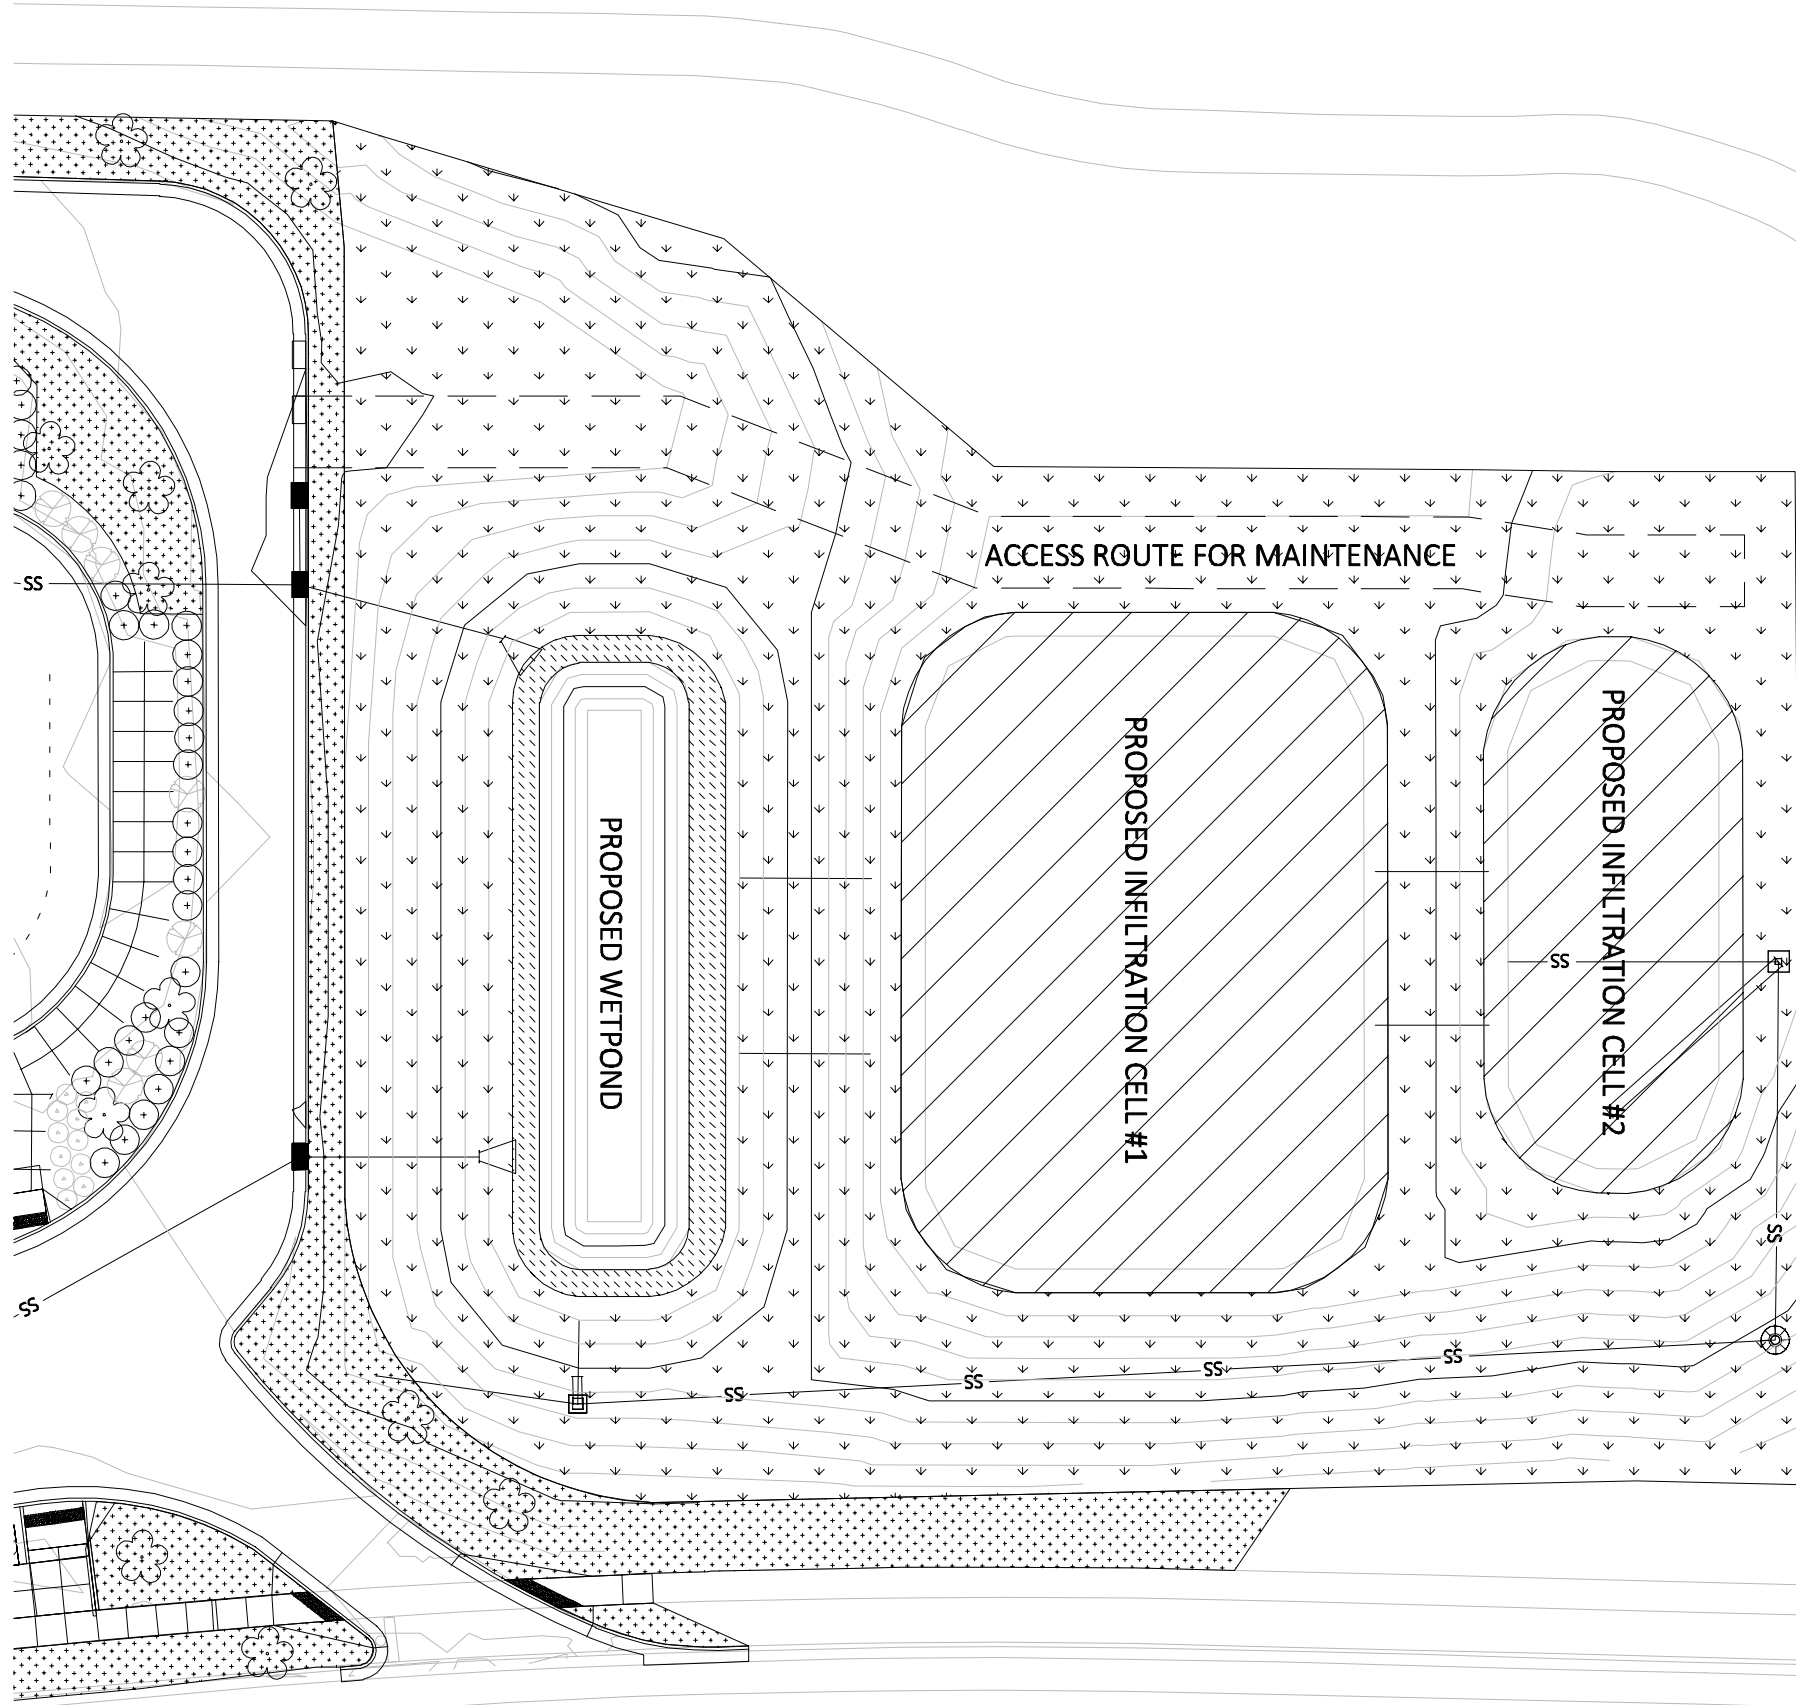 ACCESS ROUTE FOR MAINTENANCE
SS
PROPOSED WETPOND
PROPOSED INFILTRATION CELL #1
PROPOSED INFILTRATION CELL #2
SS
SS
SS
SS
SS
SS
SS